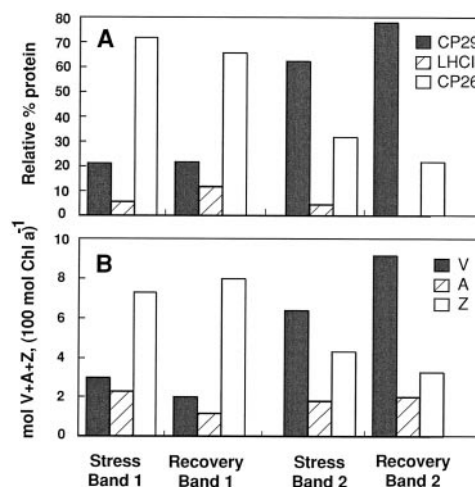 80
70
60
50
40
30
20
10
0
Relative % protein
A
CP29
CP26
10
8
6
4
2
0
mol V+A+Z, (100 mol Chl a)-1
B
V
A
Z
Stress Recovery Stress Recovery
Band 1 Band 1 Band 2 Band 2